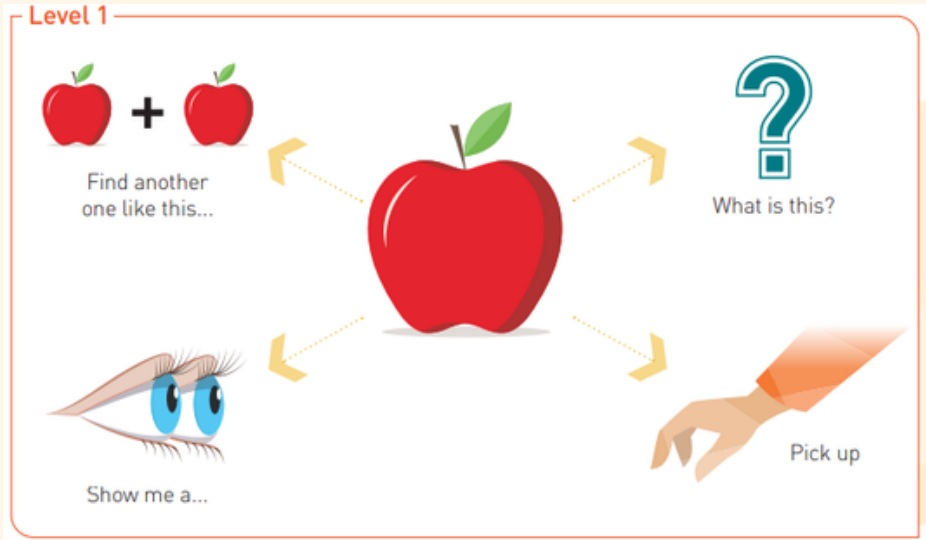 Level 1
Find another
one like this...
What is this?
Show me a...
Pick up